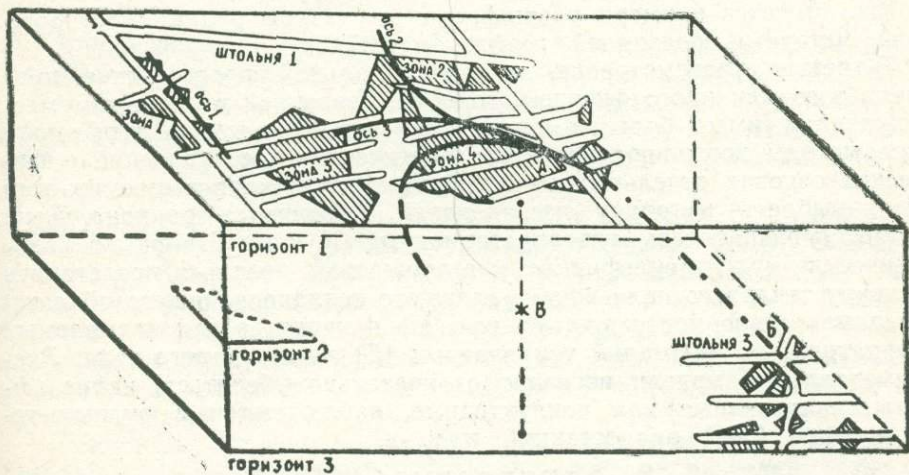 штольня 1
ось 2
зона 2
ось 1
зона 1
ось 3
зона 3
зона 4
А
горизонт 1
В
горизонт 2
Б
штольня 3
горизонт 3